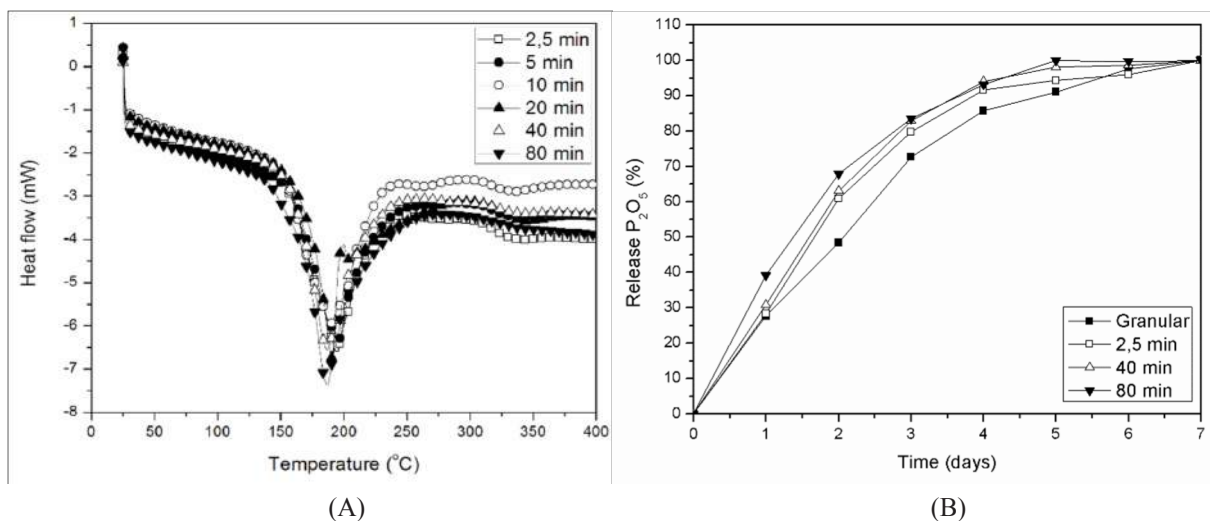 1
0
-1
-2
-3
-4
-5
-6
-7
-8
Heat flow (mW)
0 50 100 150 200 250 300 350 400
Temperature (°C)
2,5 min
5 min
10 min
20 min
40 min
80 min
(A)
B)
110
100
90
80
70
60
50
40
30
20
10
0
Release P₂O₅ (%)
0 1 2 3 4 5 6 7
Time (days)
Granular
2,5 min
40 min
80 min
(B)